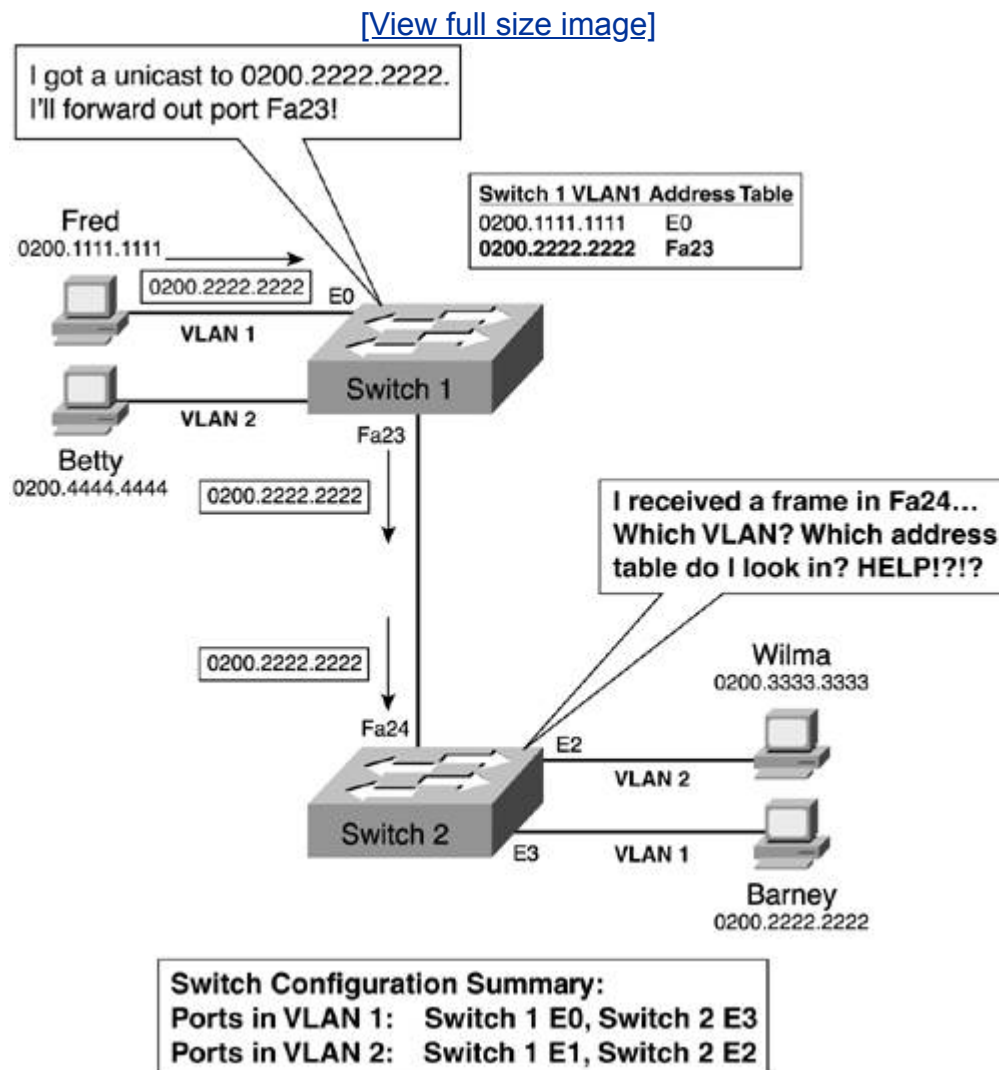 [View full size image]
I got a unicast to 0200.2222.2222.
I'll forward out port Fa23!
Switch 1 VLAN1 Address Table
0200.1111.1111 E0
0200.2222.2222 Fa23
Fred
0200.1111.1111
0200.2222.2222
E0
VLAN 1
Switch 1
VLAN 2
Fa23
Betty
0200.4444.4444
0200.2222.2222
I received a frame in Fa24...
Which VLAN? Which address
table do I look in? HELP!?!?
0200.2222.2222
Wilma
0200.3333.3333
Fa24
E2
VLAN 2
Switch 2
E3
VLAN 1
Barney
0200.2222.2222
Switch Configuration Summary:
Ports in VLAN 1: Switch 1 E0, Switch 2 E3
Ports in VLAN 2: Switch 1 E1, Switch 2 E2